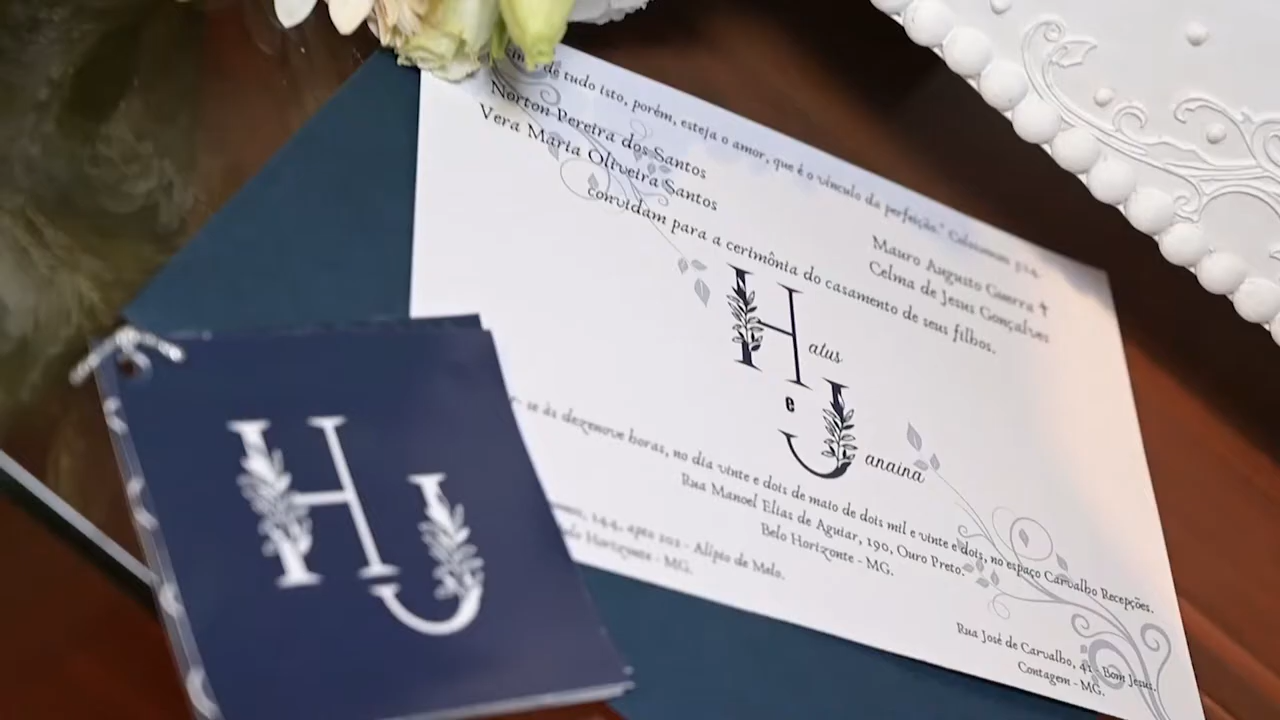 de tudo isto, porém, esteja o amor, que é o vínculo da perfeição." Colossenses 3:14
Norton Pereira dos Santos
Vera Maria Oliveira Santos
Mauro Augusto Guerra ✝
Celma de Jesus Gonçalves
convidam para a cerimônia do casamento de seus filhos.
Hatus
e
Janaina
se às dezenove horas, no dia vinte e dois de maio de dois mil e vinte e dois, no espaço Carvalho Recepções.
Rua Manoel Elias de Aguiar, 190, Ouro Preto.
Belo Horizonte - MG.
144, apto 102 - Alípio de Melo.
Horizonte - MG.
Rua José de Carvalho, 41 - Bom Jesus.
Contagem - MG.
H J